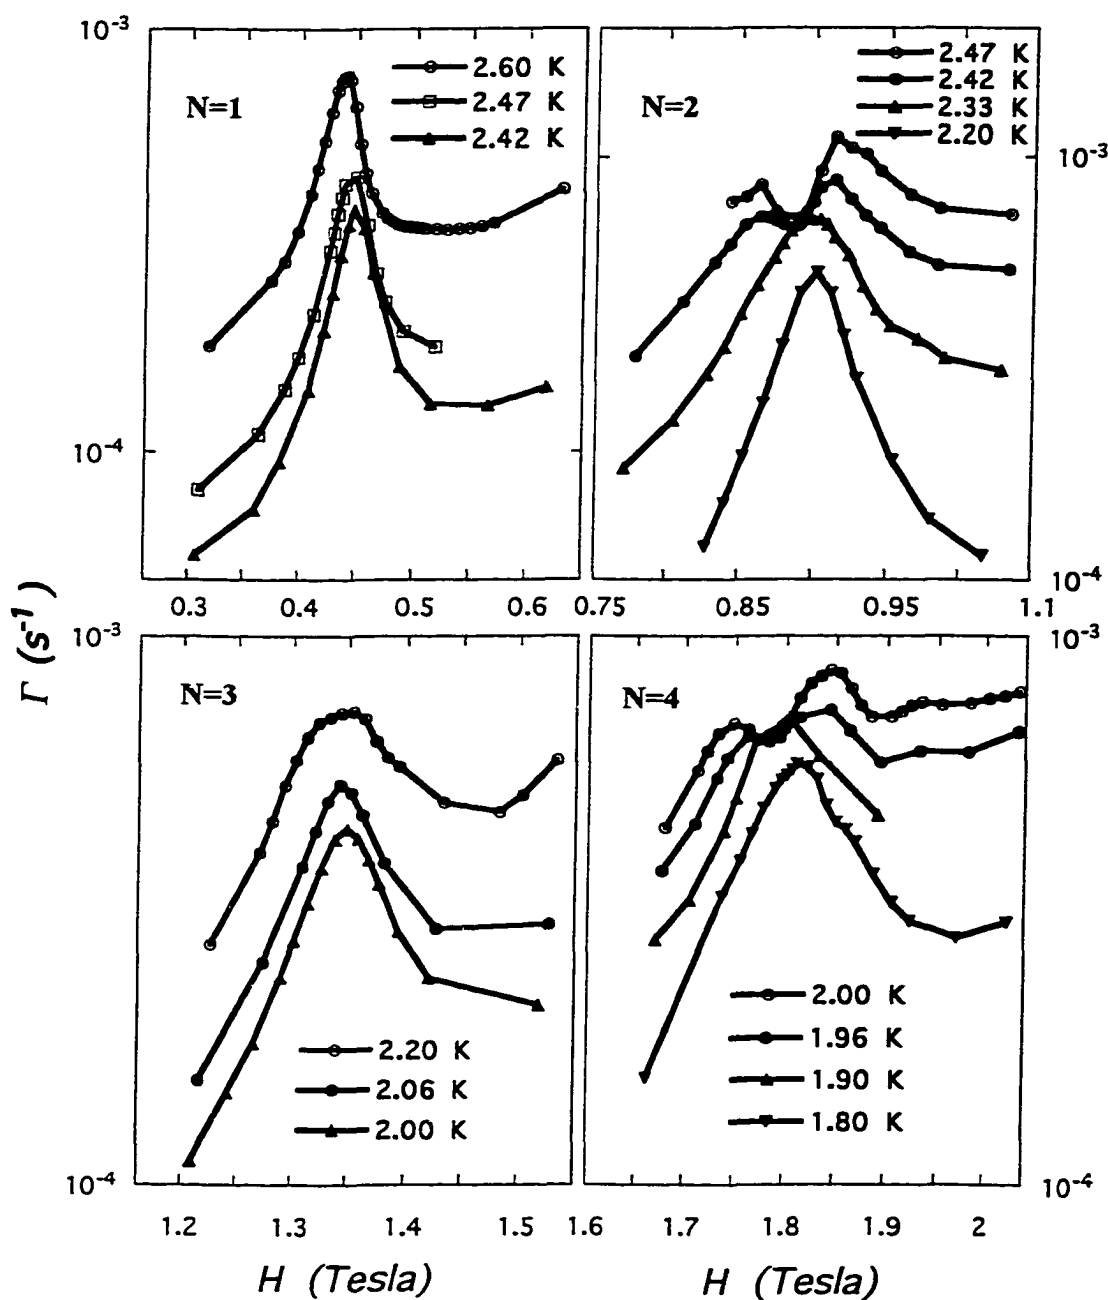 10⁻³
N=1
2.60 K
2.47 K
2.42 K
10⁻⁴
0.3 0.4 0.5 0.6
N=2
2.47 K
2.42 K
2.33 K
2.20 K
10⁻³
10⁻⁴
0.75 0.85 0.95 1.1
Γ (s⁻¹)
10⁻³
N=3
2.20 K
2.06 K
2.00 K
10⁻⁴
1.2 1.3 1.4 1.5
H (Tesla)
N=4
10⁻³
2.00 K
1.96 K
1.90 K
1.80 K
10⁻⁴
1.6 1.7 1.8 1.9 2
H (Tesla)